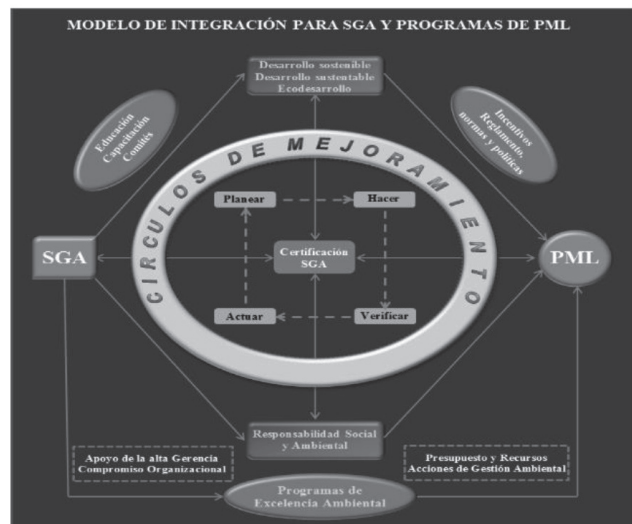 MODELO DE INTEGRACIÓN PARA SGA Y PROGRAMAS DE PML
Desarrollo sostenible
Desarrollo sustentable
Ecodesarrollo
Educación
Capacitación
Comités
Incentivos
Reglamento,
normas y políticas
CIRCULOS DE MEJORAMIENTO
Planear
Hacer
SGA
Certificación
SGA
PML
Actuar
Verificar
Responsabilidad Social
y Ambiental
Apoyo de la alta Gerencia
Compromiso Organizacional
Presupuesto y Recursos
Acciones de Gestión Ambiental
Programas de
Excelencia Ambiental